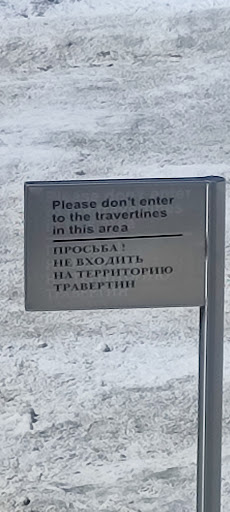 Please don't enter
to the travertines
in this area
ПРОСЬБА !
НЕ ВХОДИТЬ
НА ТЕРРИТОРИЮ
ТРАВЕРТИН